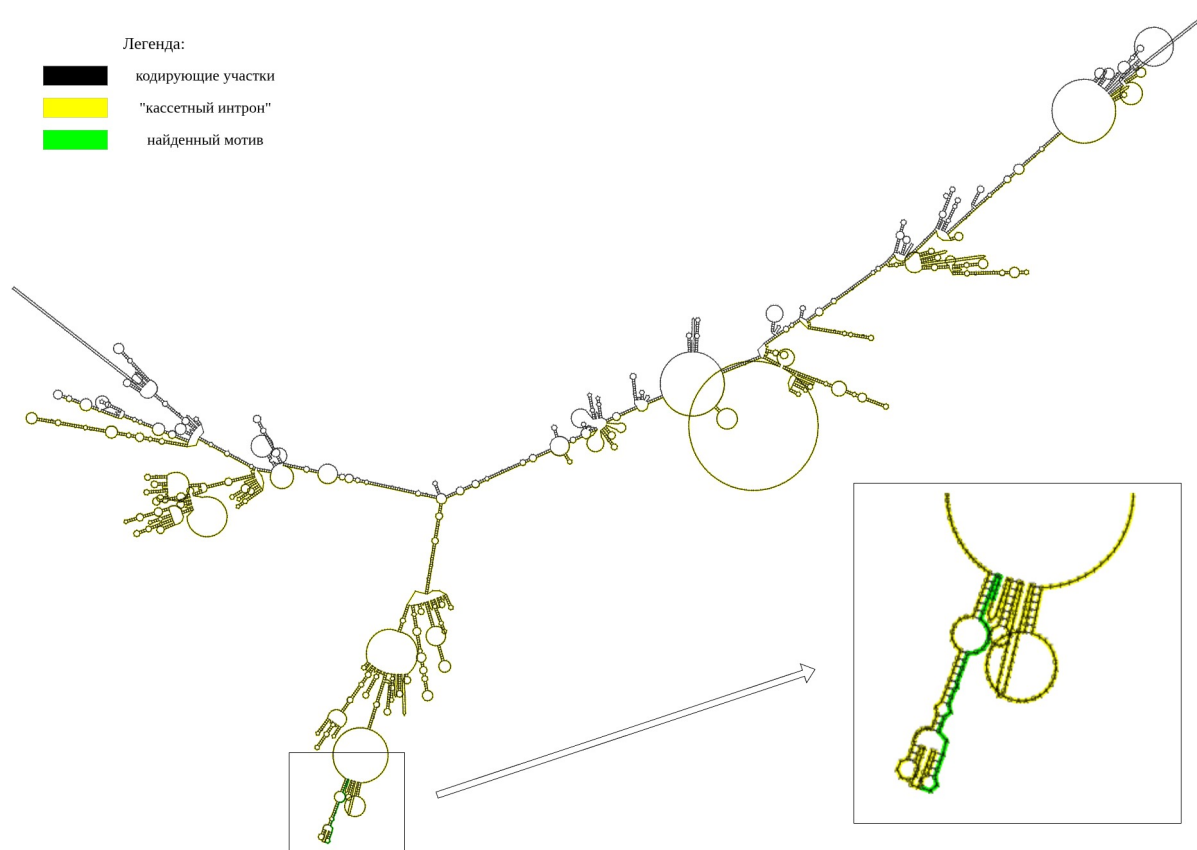 Легенда:
кодирующие участки
"кассетный интрон"
найденный мотив